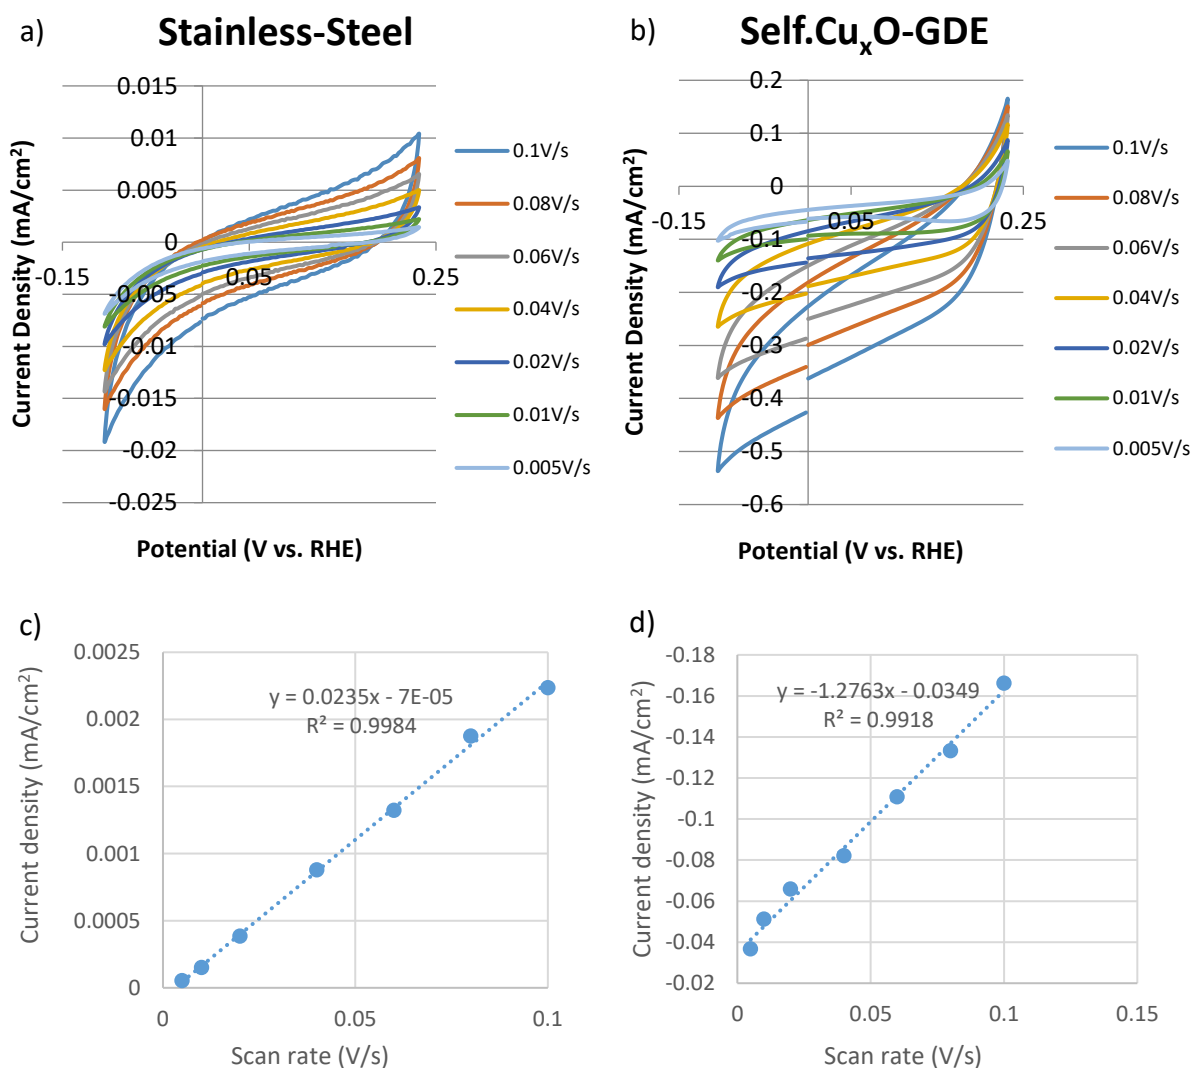 a)
Stainless-Steel
0.015
0.01
0.005
0
-0.005
-0.01
-0.015
-0.02
-0.025
-0.15
0.05
0.25
Current Density (mA/cm²)
Potential (V vs. RHE)
0.1V/s
0.08V/s
0.06V/s
0.04V/s
0.02V/s
0.01V/s
0.005V/s
b)
Self.CuₓO-GDE
0.2
0.1
0
-0.1
-0.2
-0.3
-0.4
-0.5
-0.6
-0.15
0.05
0.25
Current Density (mA/cm²)
Potential (V vs. RHE)
0.1V/s
0.08V/s
0.06V/s
0.04V/s
0.02V/s
0.01V/s
0.005V/s
c)
0.0025
0.002
0.0015
0.001
0.0005
0
0
0.05
0.1
y = 0.0235x - 7E-05
R² = 0.9984
Current density (mA/cm²)
Scan rate (V/s)
d)
-0.18
-0.16
-0.14
-0.12
-0.1
-0.08
-0.06
-0.04
-0.02
0
0.05
0.1
0.15
y = -1.2763x - 0.0349
R² = 0.9918
Current density (mA/cm²)
Scan rate (V/s)